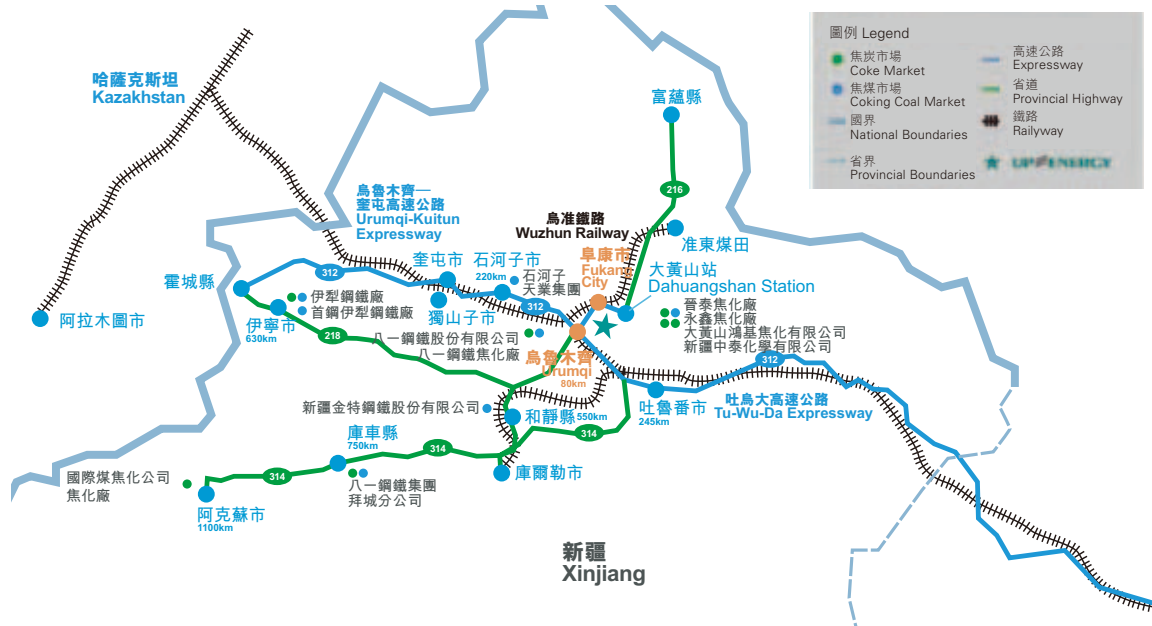 圖例 Legend
焦炭市場
Coke Market
焦煤市場
Coking Coal Market
國界
National Boundaries
省界
Provincial Boundaries
高速公路
Expressway
省道
Provincial Highway
鐵路
Railyway
UP ENERGY
哈薩克斯坦
Kazakhstan
富蘊縣
216
烏魯木齊—
奎屯高速公路
Urumqi-Kuitun
Expressway
烏准鐵路
Wuzhun Railway
准東煤田
阜康市
Fukang
City
大黃山站
Dahuangshan Station
奎屯市
石河子市
220km
石河子
天業集團
312
312
霍城縣
伊犁鋼鐵廠
首鋼伊犁鋼鐵廠
獨山子市
阿拉木圖市
伊寧市
630km
218
八一鋼鐵股份有限公司
八一鋼鐵焦化廠
晉泰焦化廠
永鑫焦化廠
大黃山鴻基焦化有限公司
新疆中泰化學有限公司
烏魯木齊
Urumqi
80km
312
吐魯番市
245km
吐烏大高速公路
Tu-Wu-Da Expressway
新疆金特鋼鐵股份有限公司
和靜縣 550km
314
庫車縣
750km
314
庫爾勒市
國際煤焦化公司
焦化廠
314
八一鋼鐵集團
拜城分公司
阿克蘇市
1100km
新疆
Xinjiang